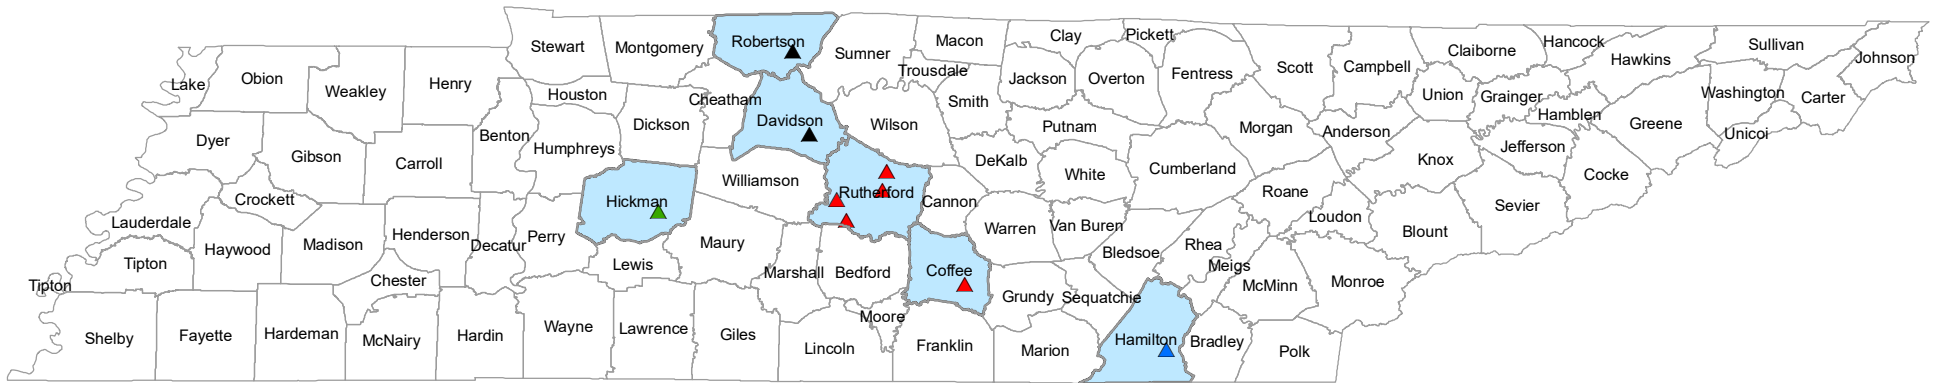 Stewart
Montgomery
Robertson
Sumner
Macon
Trousdale
Clay
Pickett
Jackson
Overton
Fentress
Scott
Campbell
Claiborne
Hancock
Hawkins
Sullivan
Johnson
Lake
Obion
Weakley
Henry
Houston
Cheatham
Smith
Union
Grainger
Hamblen
Washington
Carter
Dyer
Gibson
Carroll
Benton
Humphreys
Dickson
Davidson
Wilson
Putnam
Morgan
Anderson
Jefferson
Greene
Unicoi
Crockett
Williamson
DeKalb
White
Cumberland
Knox
Cocke
Lauderdale
Haywood
Madison
Henderson
Decatur
Perry
Hickman
Maury
Rutherford
Cannon
Warren
Van Buren
Roane
Loudon
Blount
Sevier
Tipton
Tipton
Chester
Lewis
Marshall
Bedford
Coffee
Grundy
Sequatchie
Bledsoe
Rhea
Meigs
McMinn
Monroe
Shelby
Fayette
Hardeman
McNairy
Hardin
Wayne
Lawrence
Giles
Lincoln
Moore
Franklin
Marion
Hamilton
Bradley
Polk